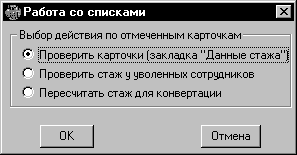 Работа со списками
Выбор действия по отмеченным карточкам
Проверить карточки (закладка "Данные стажа")
Проверить стаж у уволенных сотрудников
Пересчитать стаж для конвертации
OK
Отмена